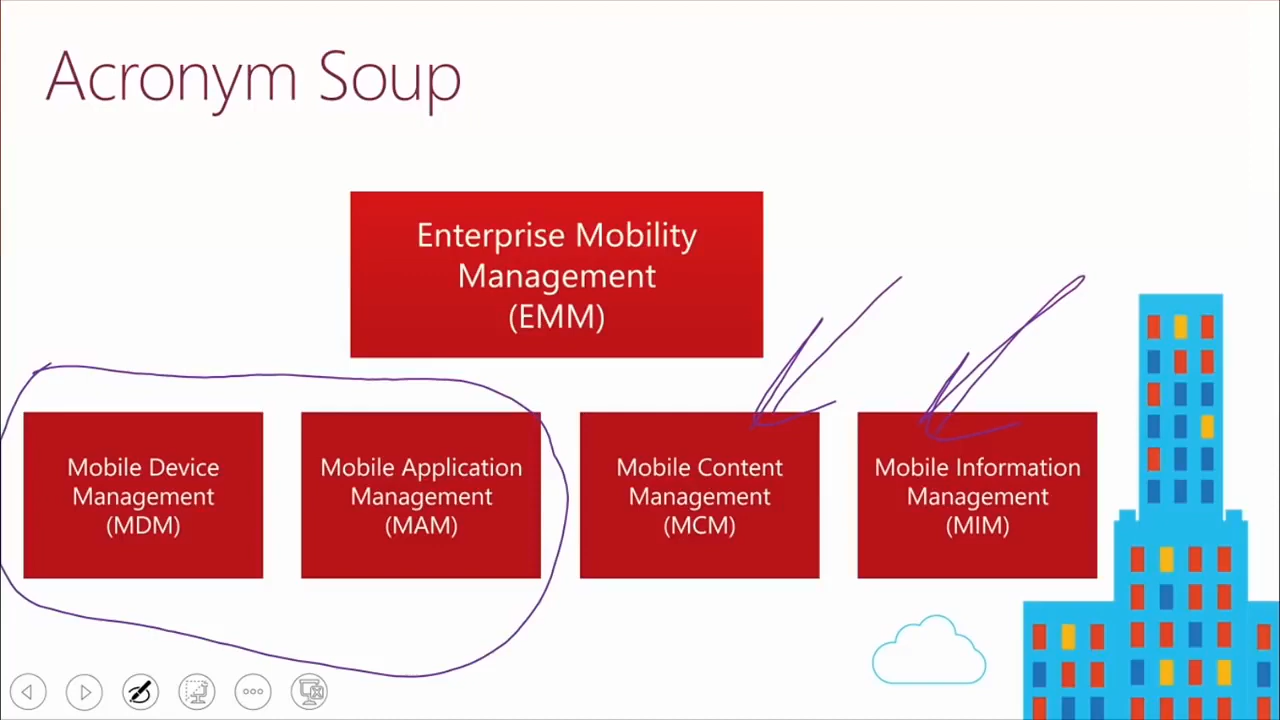 Acronym Soup
Enterprise Mobility
Management
(EMM)
Mobile Device
Management
(MDM)
Mobile Application
Management
(MAM)
Mobile Content
Management
(MCM)
Mobile Information
Management
(MIM)